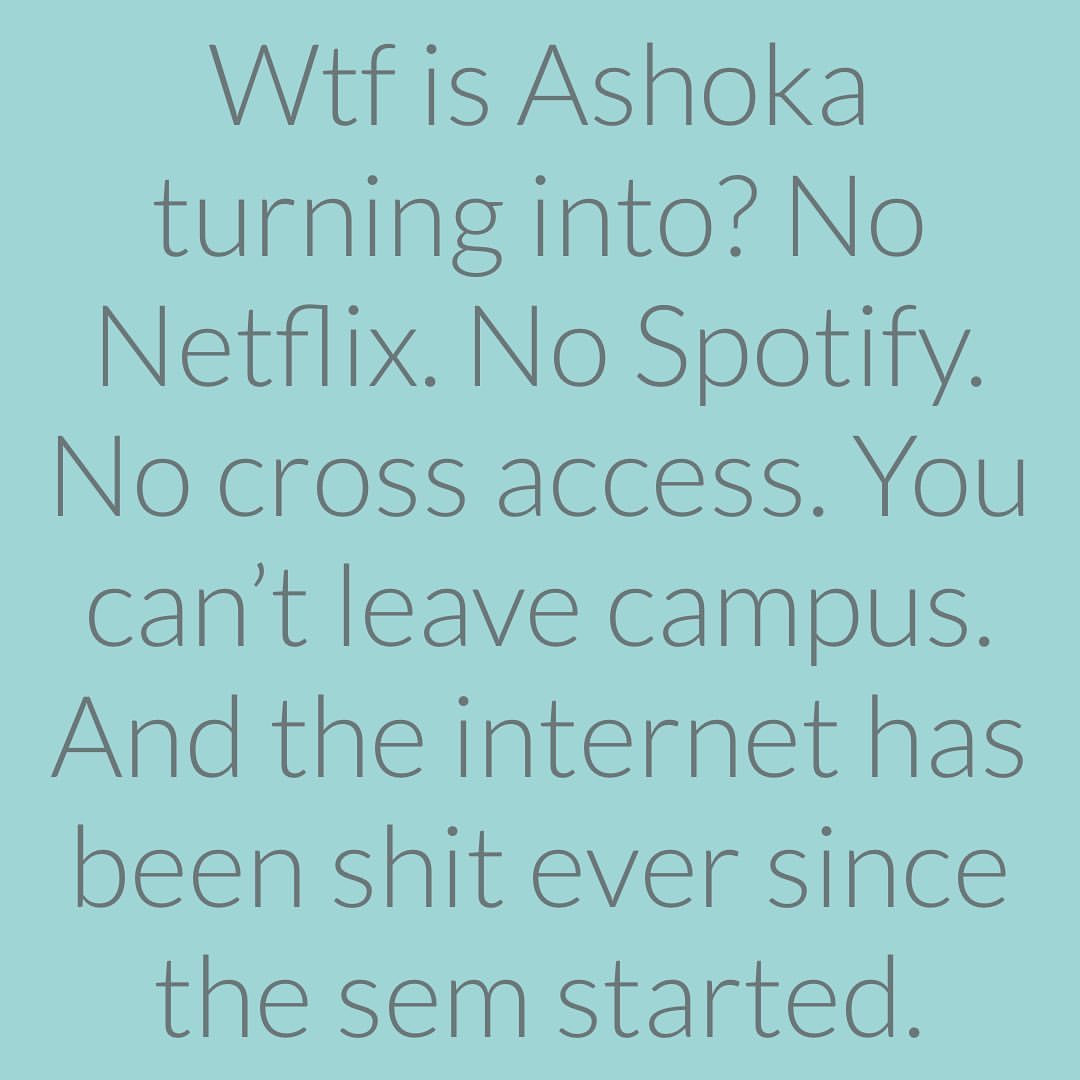 Wtf is Ashoka
turning into? No
Netflix. No Spotify.
No cross access. You
can’t leave campus.
And the internet has
been shit ever since
the sem started.